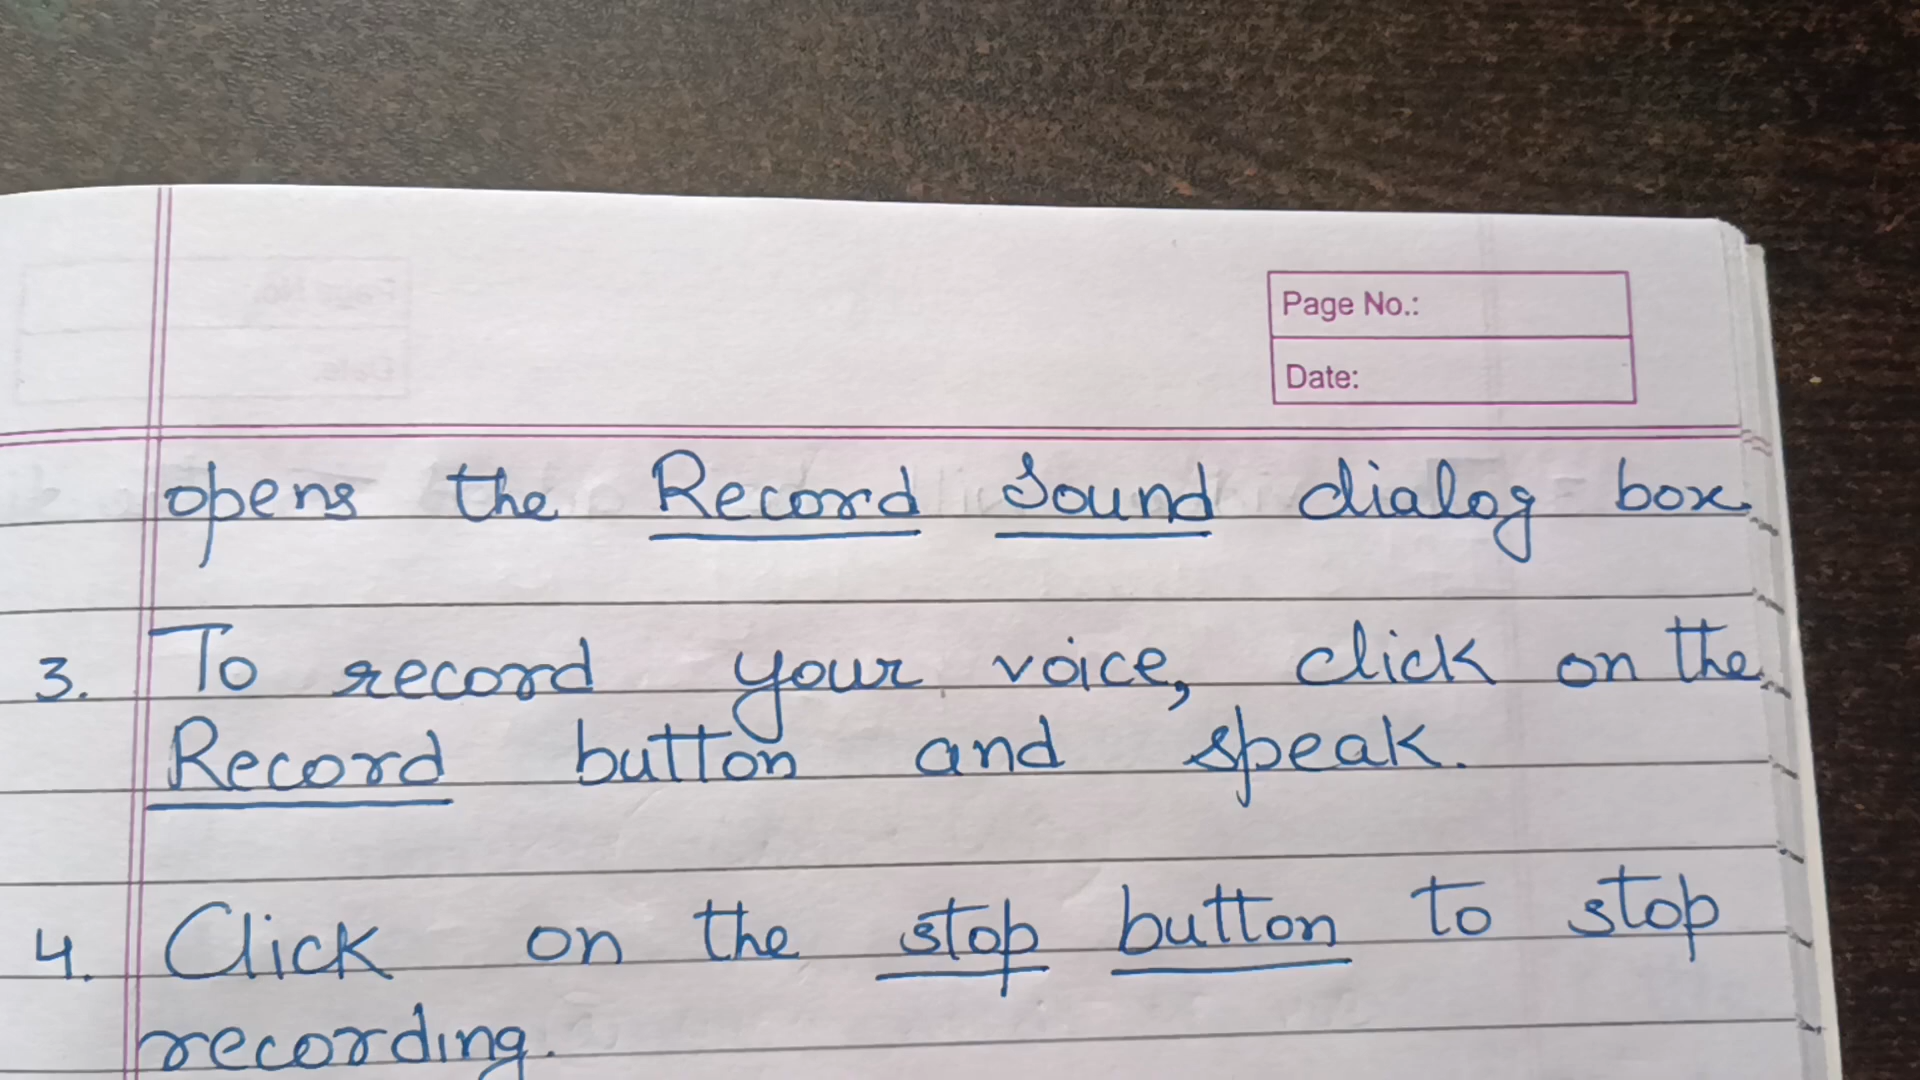 Page No.:
Date:
opens the Record Sound dialog box
3. To record your voice, click on the
Record button and speak.
4. Click on the stop button to stop
recording.